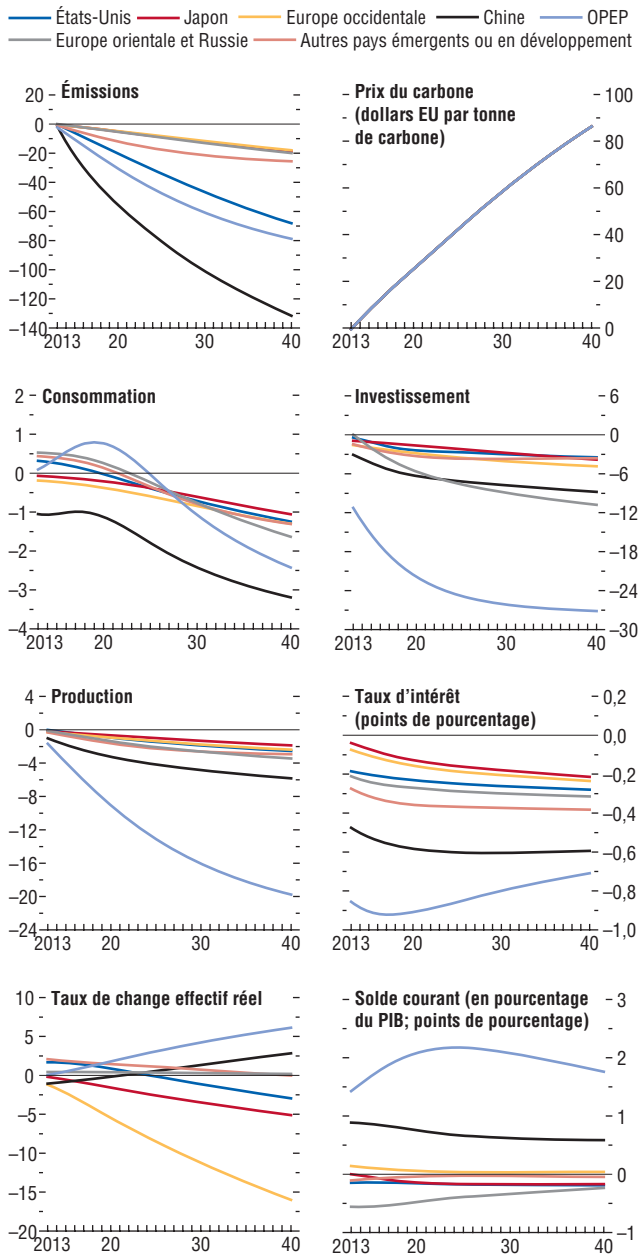 États-Unis Japon Europe occidentale Chine OPEP
Europe orientale et Russie Autres pays émergents ou en développement
Émissions
20
0
–20
–40
–60
–80
–100
–120
–140
2013 20 30 40
Prix du carbone
(dollars EU par tonne
de carbone)
100
80
60
40
20
0
2013 20 30 40
Consommation
2
1
0
–1
–2
–3
–4
2013 20 30 40
Investissement
6
0
–6
–12
–18
–24
–30
2013 20 30 40
Production
4
0
–4
–8
–12
–16
–20
–24
2013 20 30 40
Taux d’intérêt
(points de pourcentage)
0,2
0,0
–0,2
–0,4
–0,6
–0,8
–1,0
2013 20 30 40
Taux de change effectif réel
10
5
0
–5
–10
–15
–20
2013 20 30 40
Solde courant (en pourcentage
du PIB; points de pourcentage)
3
2
1
0
–1
2013 20 30 40